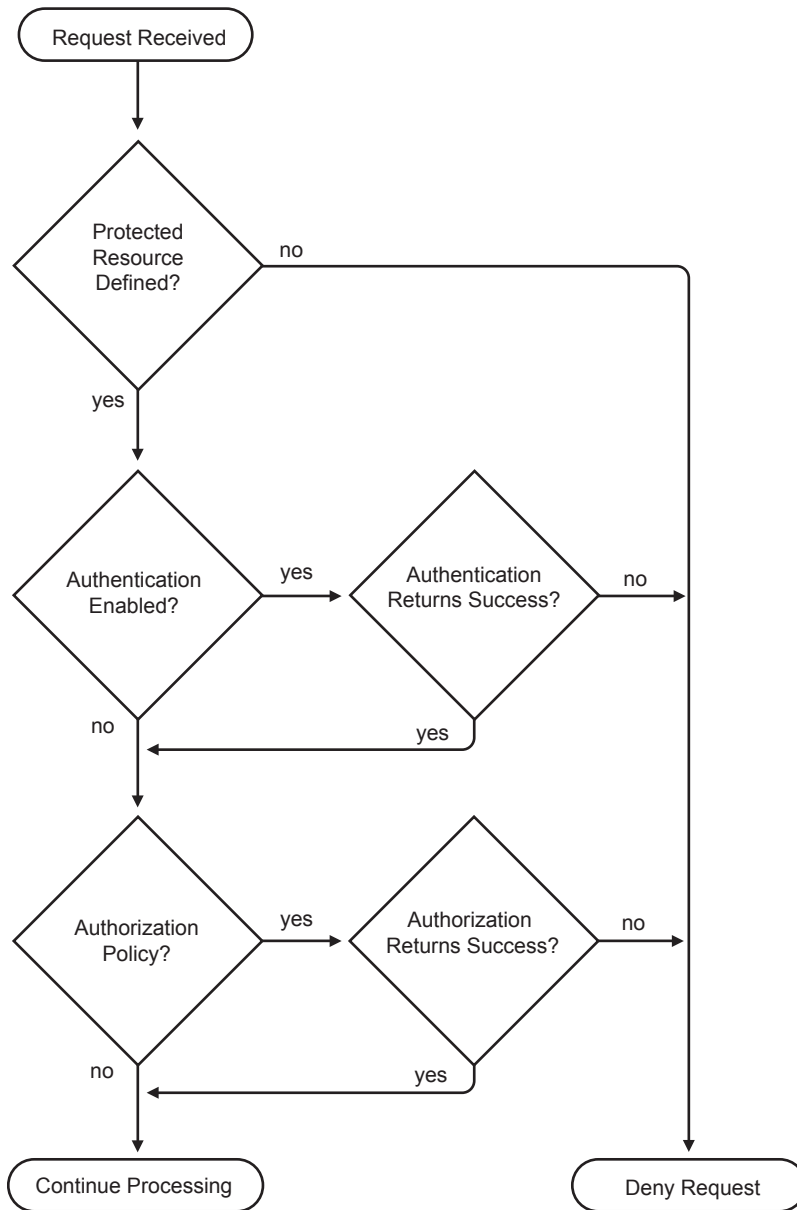 Request Received
Protected
Resource
Defined?
no
yes
Authentication
Enabled?
yes
Authentication
Returns Success?
no
no
yes
Authorization
Policy?
yes
Authorization
Returns Success?
no
no
yes
Continue Processing
Deny Request